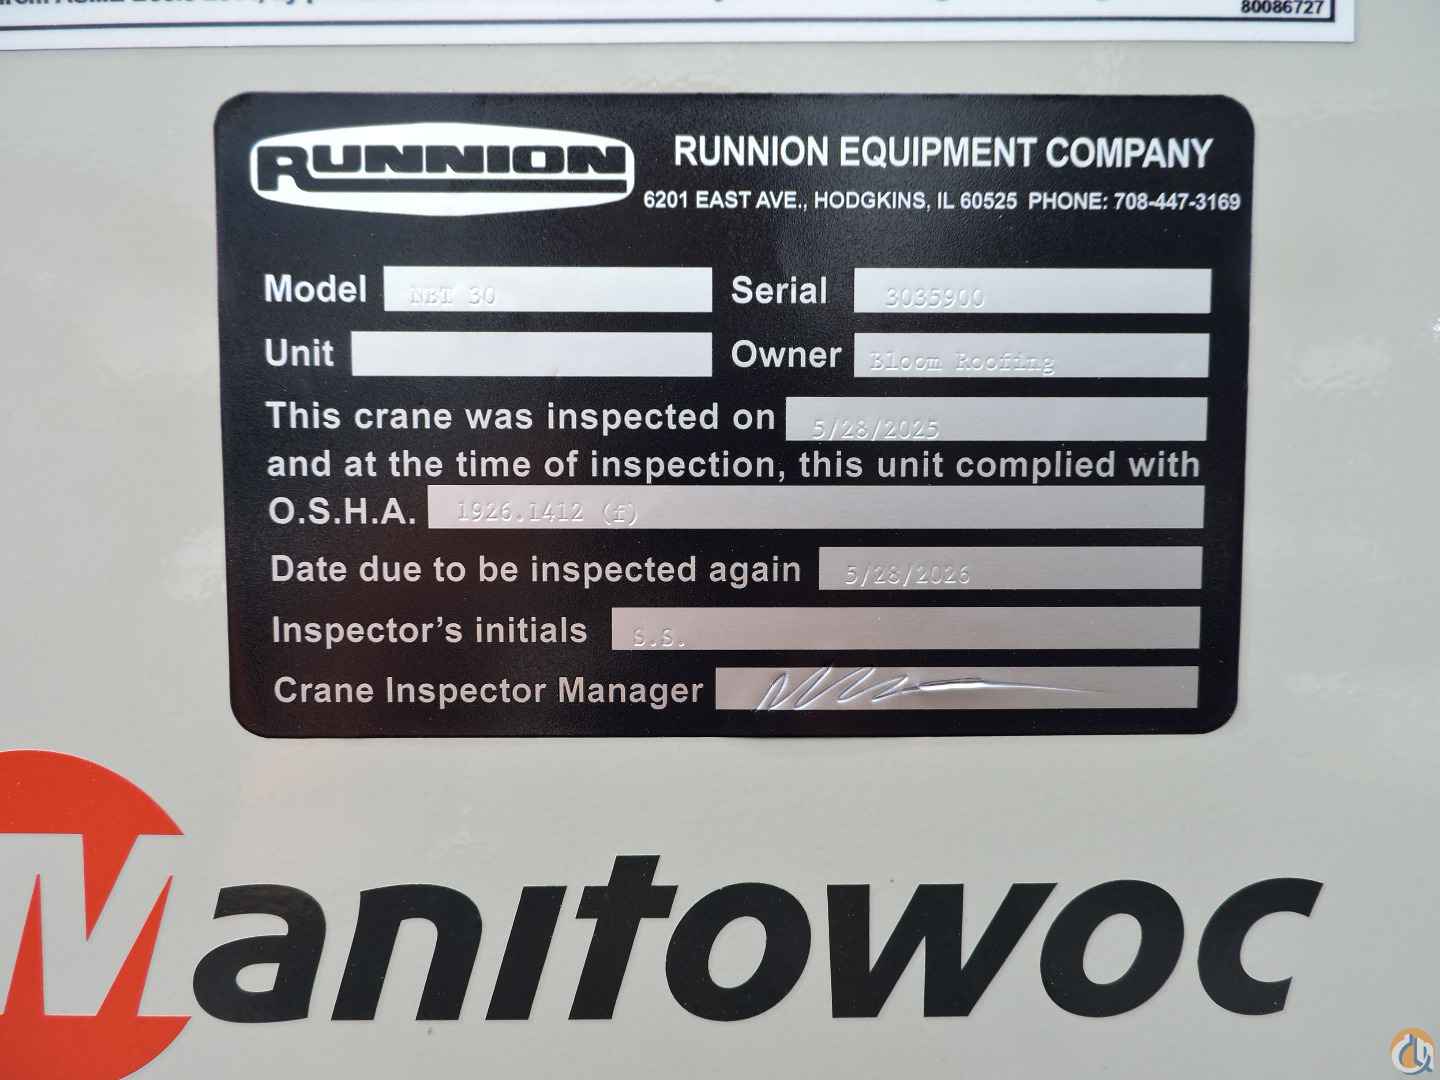 80086727
RUNNION
RUNNION EQUIPMENT COMPANY
6201 EAST AVE., HODGKINS, IL 60525 PHONE: 708-447-3169
Model NBT 30 Serial 3035900
Unit Owner Bloom Roofing
This crane was inspected on 5/28/2025
and at the time of inspection, this unit complied with
O.S.H.A. 1926.1412 (f)
Date due to be inspected again 5/28/2026
Inspector's initials S.S.
Crane Inspector Manager
Manitowoc